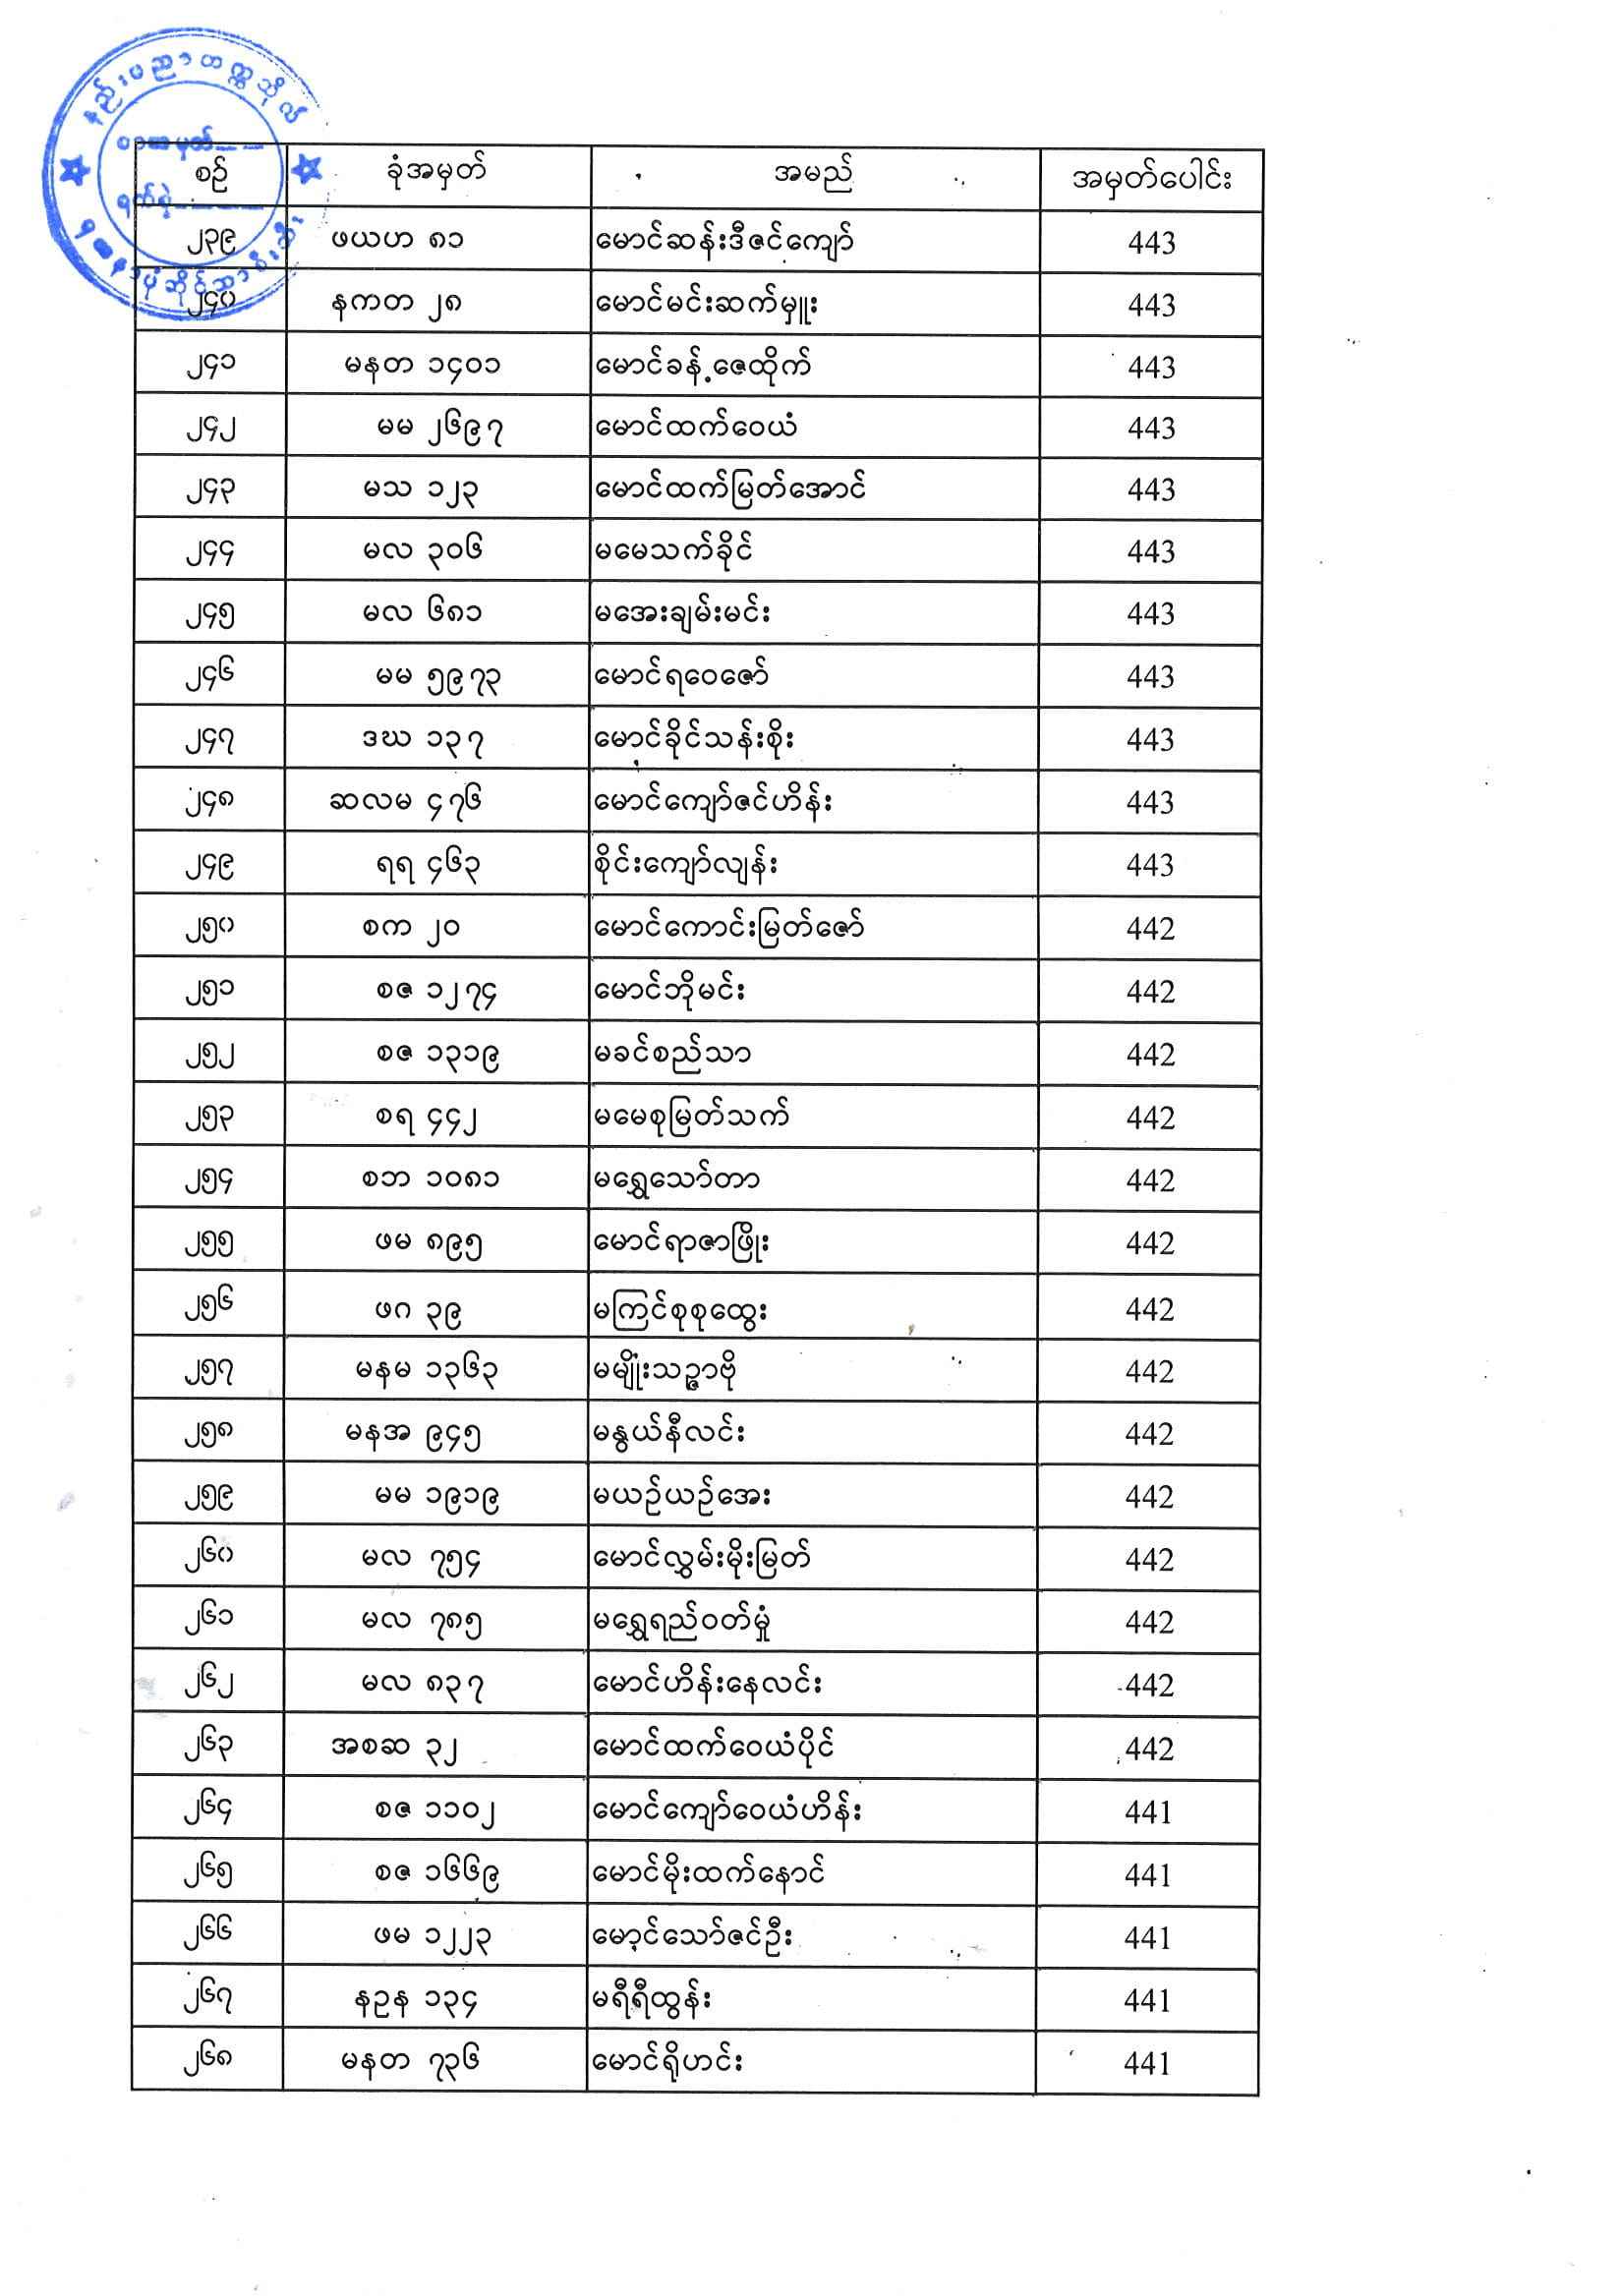 နည်းပညာတက္ကသိုလ်
စာအမှတ်
ရက်စွဲ
စဉ် ခုံအမှတ် အမည် အမှတ်ပေါင်း
၂၃၉ ဖယဟ ၈၁ မောင်ဆန်းဒီဇင်ကျော် 443
၂၄၀ နကတ ၂၈ မောင်မင်းဆက်မှူး 443
၂၄၁ မနတ ၁၄၀၁ မောင်ခန့်ဇေထိုက် 443
၂၄၂ မမ ၂၆၉၇ မောင်ထက်ဝေယံ 443
၂၄၃ မသ ၁၂၃ မောင်ထက်မြတ်အောင် 443
၂၄၄ မလ ၃၀၆ မမေသက်ခိုင် 443
၂၄၅ မလ ၆၈၁ မအေးချမ်းမင်း 443
၂၄၆ မမ ၅၉၇၃ မောင်ရဝေဇော် 443
၂၄၇ ဒဃ ၁၃၇ မောင်ခိုင်သန်းစိုး 443
၂၄၈ ဆလမ ၄၇၆ မောင်ကျော်ဇင်ဟိန်း 443
၂၄၉ ရရ ၄၆၃ စိုင်းကျော်လျန်း 443
၂၅၀ စက ၂၀ မောင်ကောင်းမြတ်ဇော် 442
၂၅၁ စဇ ၁၂၇၄ မောင်ဘိုမင်း 442
၂၅၂ စဇ ၁၃၁၉ မခင်စည်သာ 442
၂၅၃ စရ ၄၄၂ မမေစုမြတ်သက် 442
၂၅၄ စဘ ၁၀၈၁ မရွှေသော်တာ 442
၂၅၅ ဖမ ၈၉၅ မောင်ရာဇာဖြိုး 442
၂၅၆ ဖဂ ၃၉ မကြင်စုစုထွေး 442
၂၅၇ မနမ ၁၃၆၃ မမျိုးသဥ္ဇာဗို 442
၂၅၈ မနအ ၉၄၅ မနွယ်နီလင်း 442
၂၅၉ မမ ၁၉၁၉ မယဉ်ယဉ်အေး 442
၂၆၀ မလ ၇၅၄ မောင်လွှမ်းမိုးမြတ် 442
၂၆၁ မလ ၇၈၅ မရွှေရည်ဝတ်မှုံ 442
၂၆၂ မလ ၈၃၇ မောင်ဟိန်းနေလင်း 442
၂၆၃ အစဆ ၃၂ မောင်ထက်ဝေယံပိုင် 442
၂၆၄ စဇ ၁၁၀၂ မောင်ကျော်ဝေယံဟိန်း 441
၂၆၅ စဇ ၁၆၆၉ မောင်မိုးထက်နောင် 441
၂၆၆ ဖမ ၁၂၂၃ မောင်သော်ဇင်ဦး 441
၂၆၇ နဥန ၁၃၄ မရီရီထွန်း 441
၂၆၈ မနတ ၇၃၆ မောင်ရိုဟင်း 441